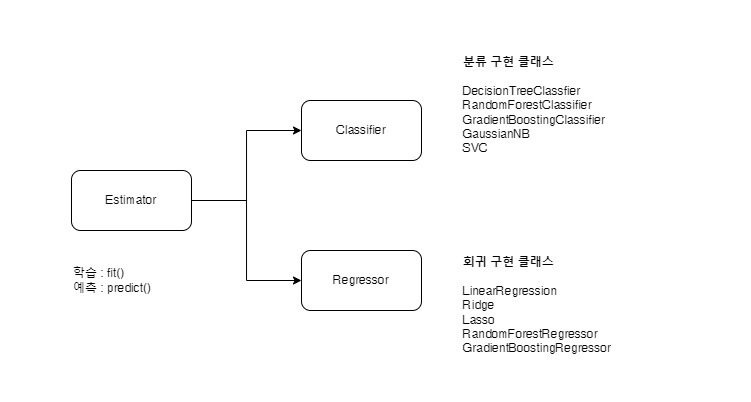 Estimator
학습 : fit()
예측 : predict()
Classifier
분류 구현 클래스
DecisionTreeClassfier
RandomForestClassifier
GradientBoostingClassifier
GaussianNB
SVC
Regressor
회귀 구현 클래스
LinearRegression
Ridge
Lasso
RandomForestRegressor
GradientBoostingRegressor